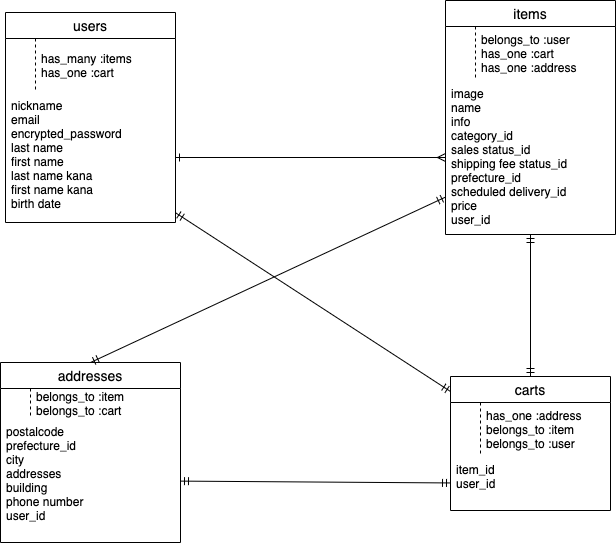 users
has_many :items
has_one :cart
nickname
email
encrypted_password
last name
first name
last name kana
first name kana
birth date
items
belongs_to :user
has_one :cart
has_one :address
image
name
info
category_id
sales status_id
shipping fee status_id
prefecture_id
scheduled delivery_id
price
user_id
addresses
belongs_to :item
belongs_to :cart
postalcode
prefecture_id
city
addresses
building
phone number
user_id
carts
has_one :address
belongs_to :item
belongs_to :user
item_id
user_id